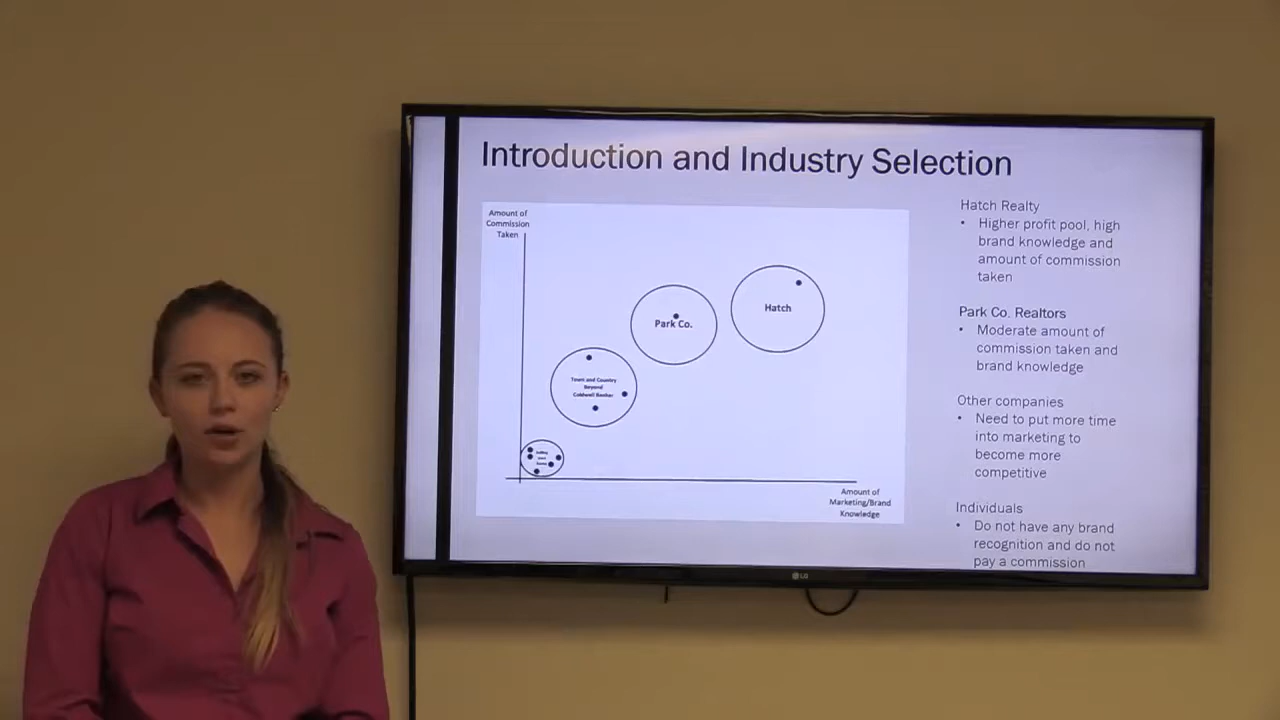 Introduction and Industry Selection
Amount of
Commission
Taken
Hatch
Park Co.
Town and Country
Beyond
Coldwell Banker
Selling
your
home
Amount of
Marketing/Brand
Knowledge
Hatch Realty
• Higher profit pool, high
brand knowledge and
amount of commission
taken
Park Co. Realtors
• Moderate amount of
commission taken and
brand knowledge
Other companies
• Need to put more time
into marketing to
become more
competitive
Individuals
• Do not have any brand
recognition and do not
pay a commission
LG